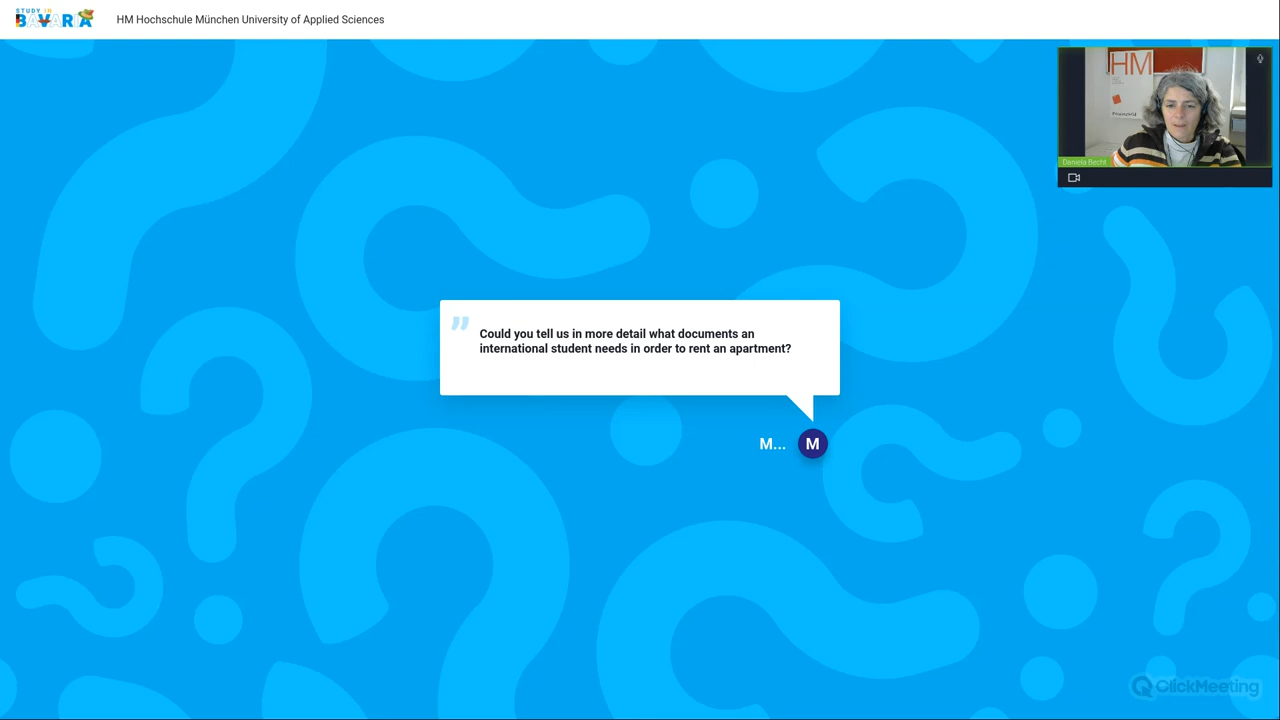 STUDY IN
BAVARIA
HM Hochschule München University of Applied Sciences
HM
Daniela Becht
Could you tell us in more detail what documents an
international student needs in order to rent an apartment?
M... M
ClickMeeting